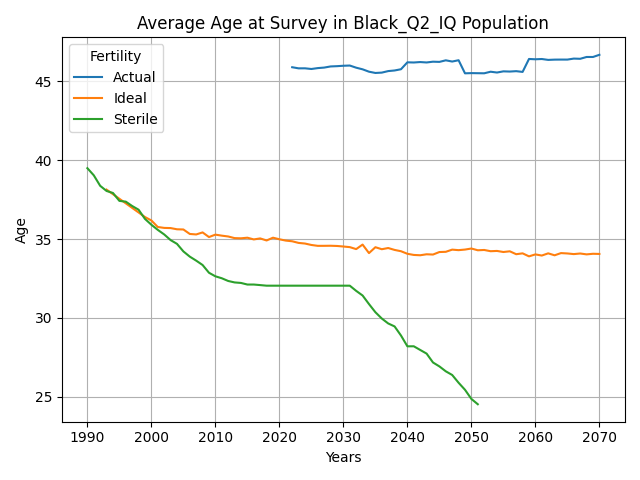 Average Age at Survey in Black_Q2_IQ Population
Fertility
Actual
Ideal
Sterile
Age
45
40
35
30
25
1990 2000 2010 2020 2030 2040 2050 2060 2070
Years